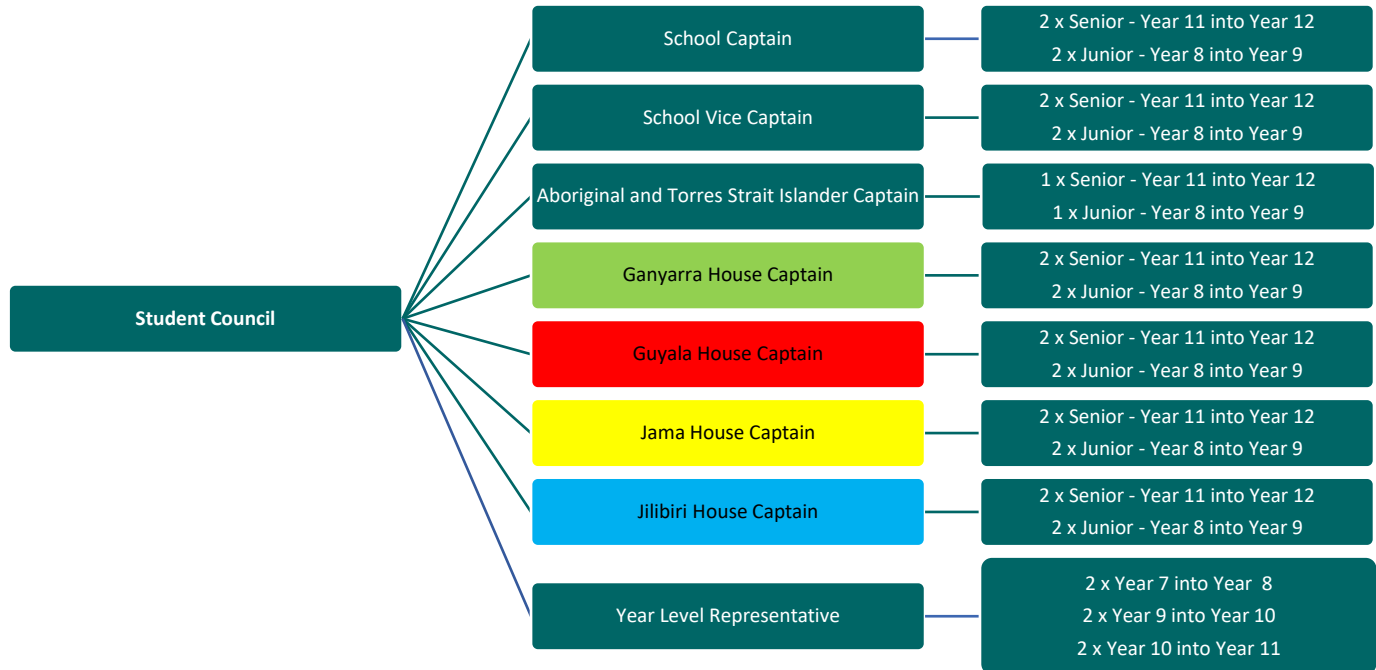 Student Council
School Captain
2 x Senior - Year 11 into Year 12
2 x Junior - Year 8 into Year 9
School Vice Captain
2 x Senior - Year 11 into Year 12
2 x Junior - Year 8 into Year 9
Aboriginal and Torres Strait Islander Captain
1 x Senior - Year 11 into Year 12
1 x Junior - Year 8 into Year 9
Ganyarra House Captain
2 x Senior - Year 11 into Year 12
2 x Junior - Year 8 into Year 9
Guyala House Captain
2 x Senior - Year 11 into Year 12
2 x Junior - Year 8 into Year 9
Jama House Captain
2 x Senior - Year 11 into Year 12
2 x Junior - Year 8 into Year 9
Jilibiri House Captain
2 x Senior - Year 11 into Year 12
2 x Junior - Year 8 into Year 9
Year Level Representative
2 x Year 7 into Year 8
2 x Year 9 into Year 10
2 x Year 10 into Year 11